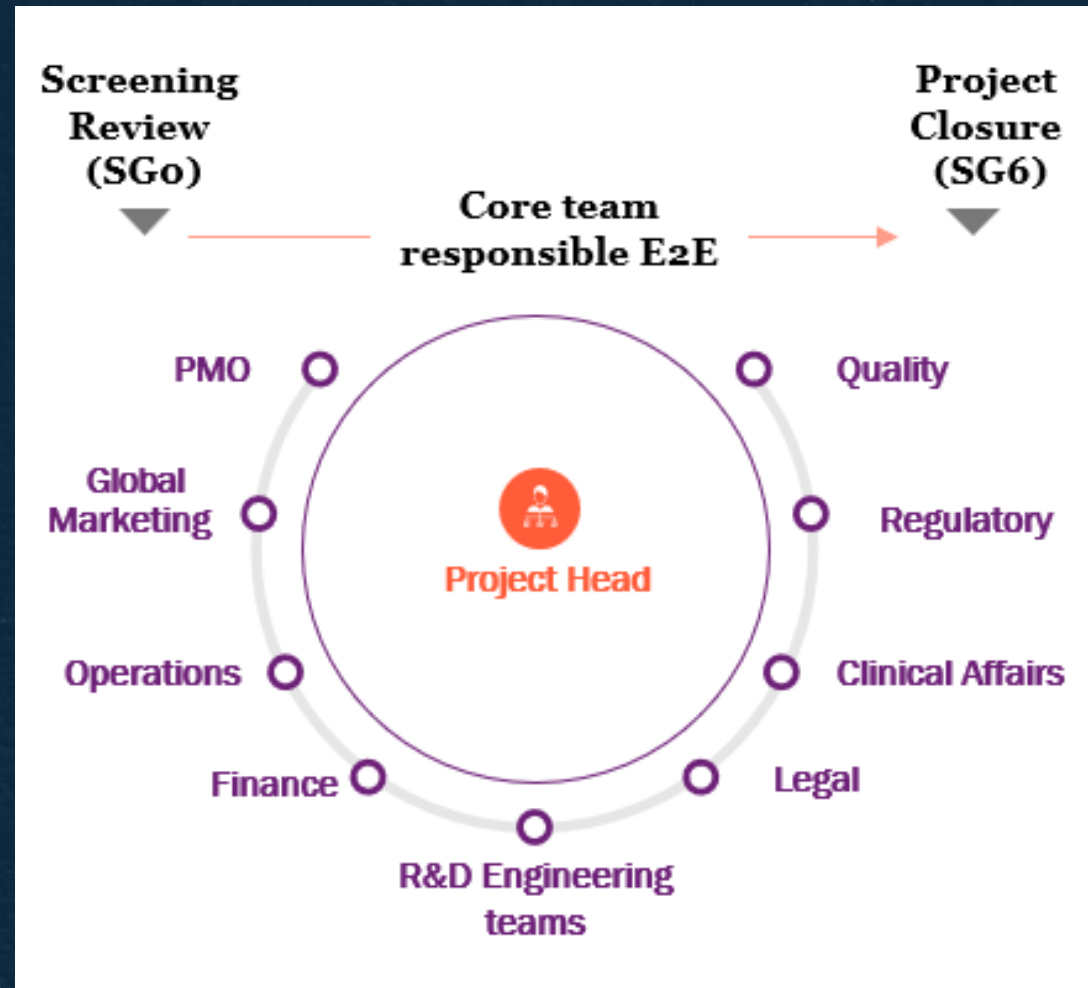 Screening
Review
(SG0)
Project
Closure
(SG6)
Core team
responsible E2E
PMO
Quality
Global
Marketing
Regulatory
Project Head
Operations
Clinical Affairs
Finance
Legal
R&D Engineering
teams